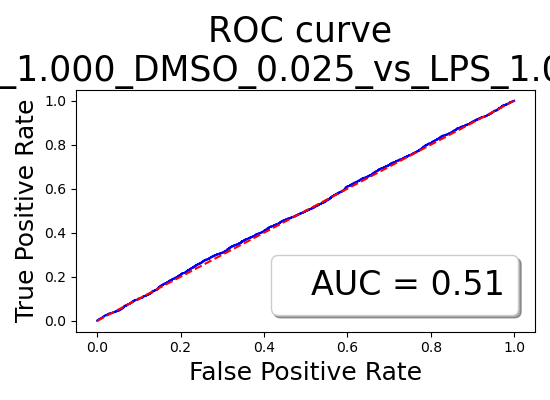 ROC curve
_1.000_DMSO_0.025_vs_LPS_1.0
1.0
0.8
0.6
0.4
0.2
0.0
True Positive Rate
AUC = 0.51
0.0 0.2 0.4 0.6 0.8 1.0
False Positive Rate